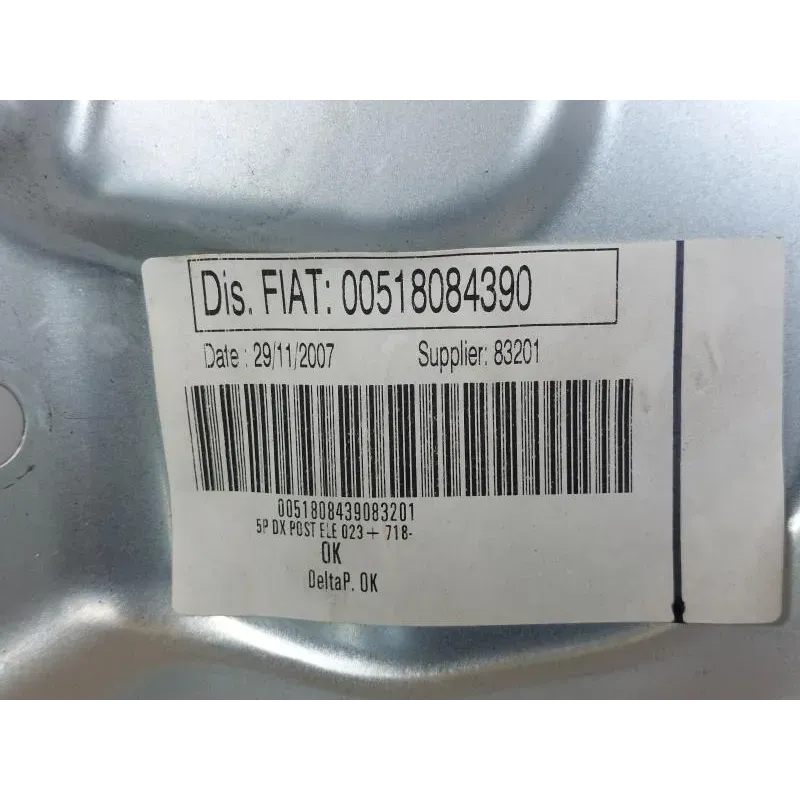 Dis. FIAT: 00518084390
Date : 29/11/2007 Supplier: 83201
0051808439083201
5P DX POST ELE 023+ 718-
OK
DeltaP. OK